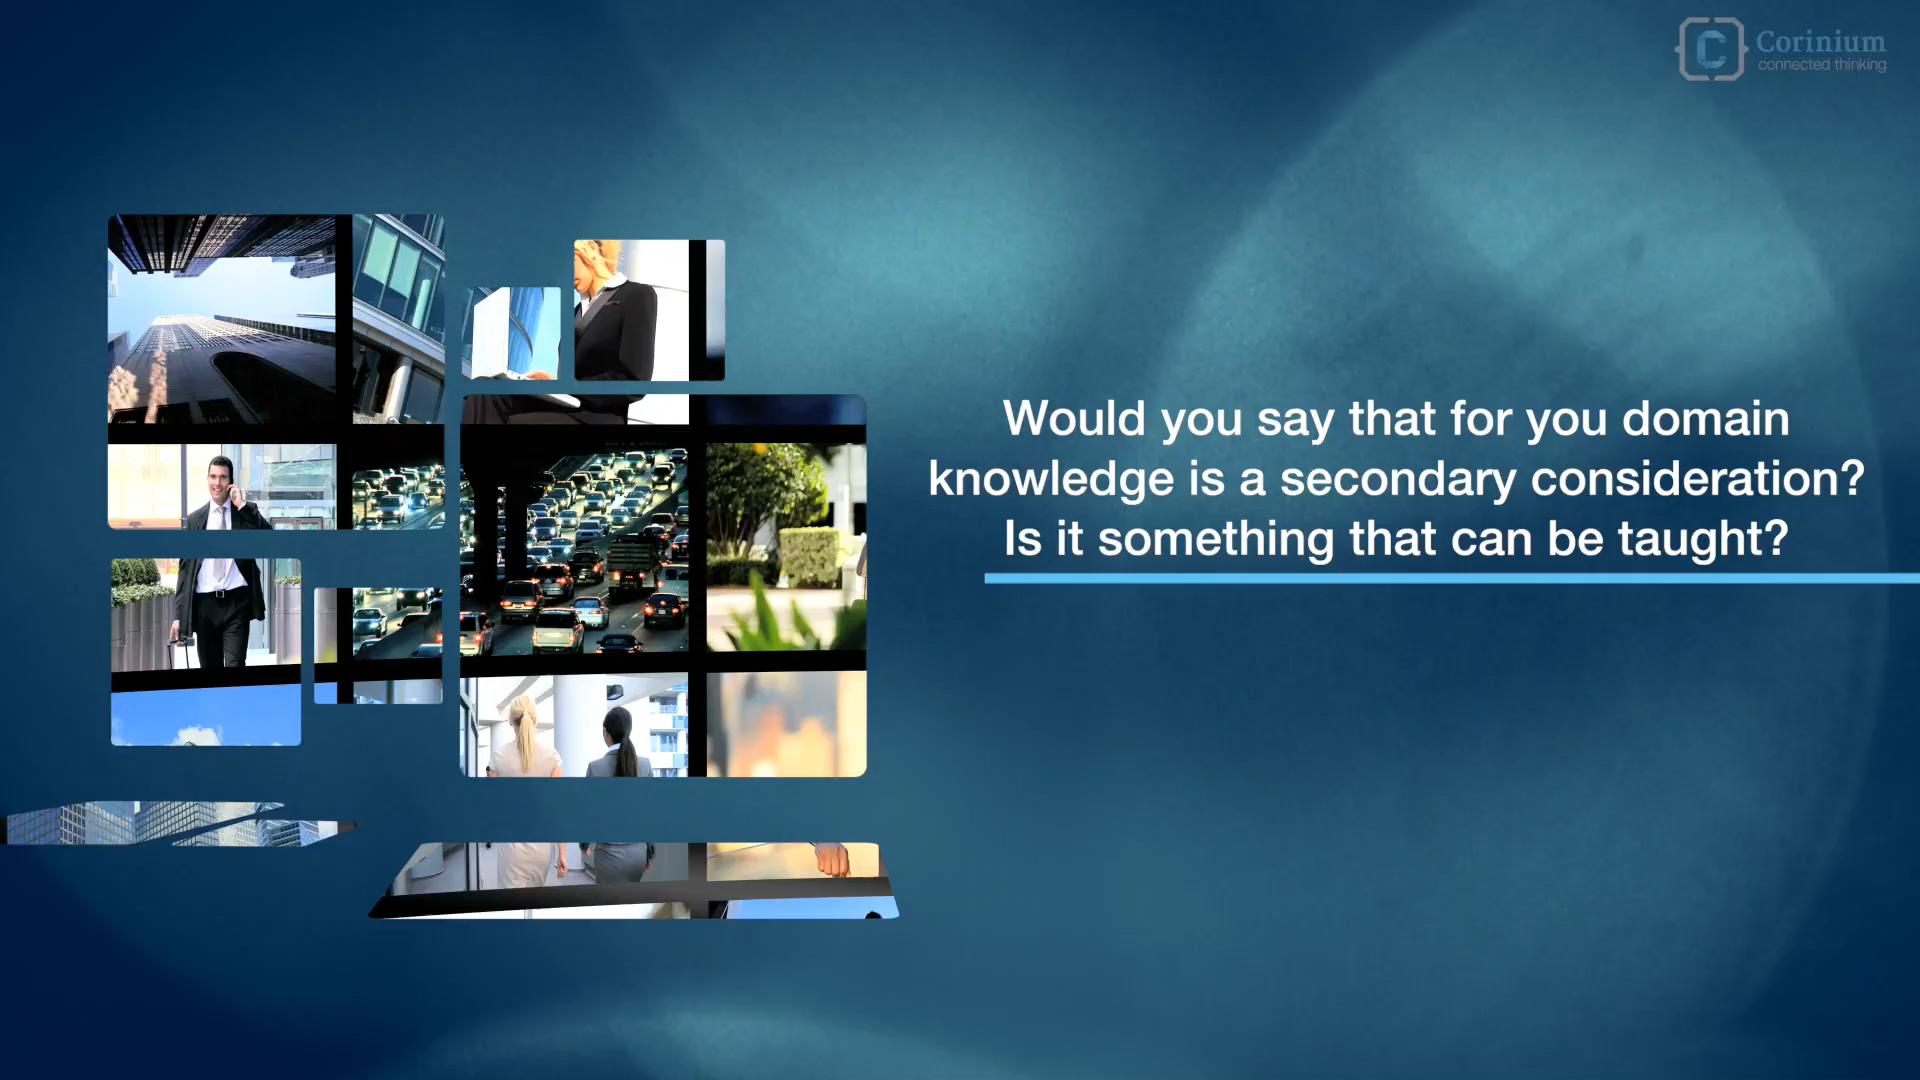 Corinium
connected thinking
Would you say that for you domain
knowledge is a secondary consideration?
Is it something that can be taught?